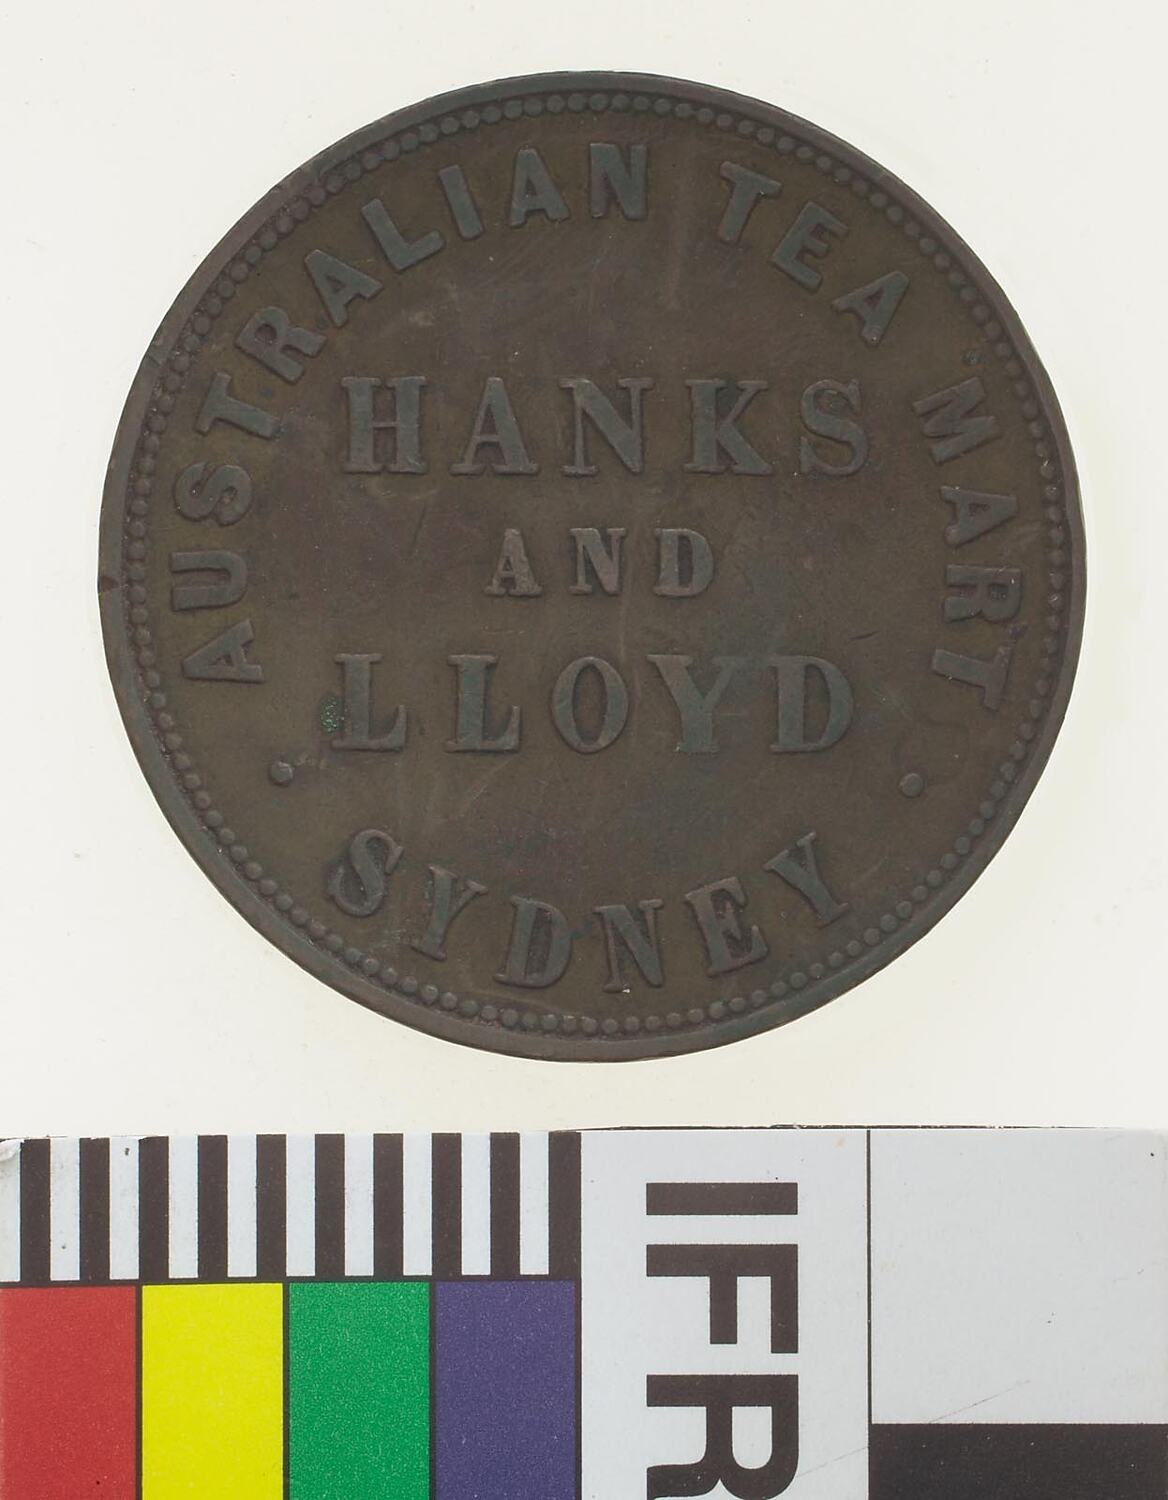 AUSTRALIAN TEA MART
HANKS
AND
LLOYD
SYDNEY
IFR